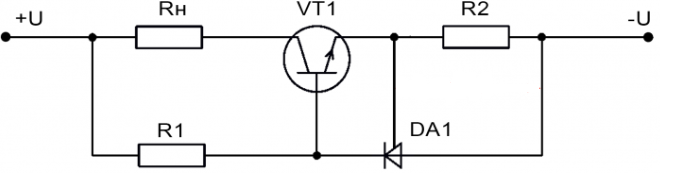 +U Rн VT1 R2 -U
R1 DA1